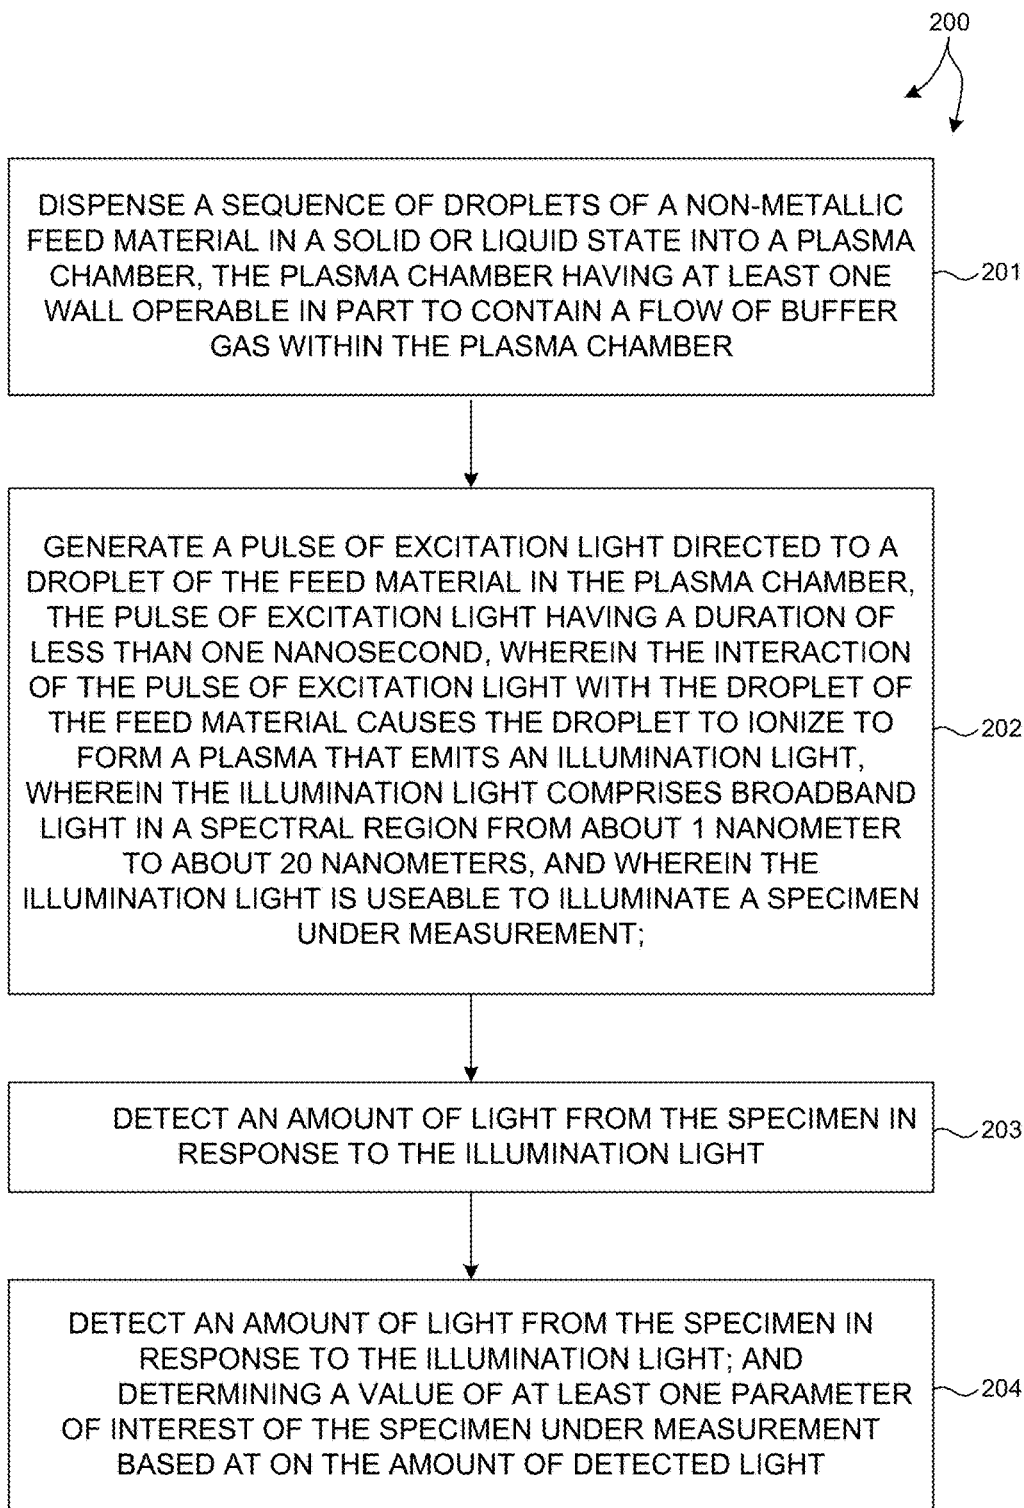 200
DISPENSE A SEQUENCE OF DROPLETS OF A NON-METALLIC
FEED MATERIAL IN A SOLID OR LIQUID STATE INTO A PLASMA
CHAMBER, THE PLASMA CHAMBER HAVING AT LEAST ONE
WALL OPERABLE IN PART TO CONTAIN A FLOW OF BUFFER
GAS WITHIN THE PLASMA CHAMBER
201
GENERATE A PULSE OF EXCITATION LIGHT DIRECTED TO A
DROPLET OF THE FEED MATERIAL IN THE PLASMA CHAMBER,
THE PULSE OF EXCITATION LIGHT HAVING A DURATION OF
LESS THAN ONE NANOSECOND, WHEREIN THE INTERACTION
OF THE PULSE OF EXCITATION LIGHT WITH THE DROPLET OF
THE FEED MATERIAL CAUSES THE DROPLET TO IONIZE TO
FORM A PLASMA THAT EMITS AN ILLUMINATION LIGHT,
WHEREIN THE ILLUMINATION LIGHT COMPRISES BROADBAND
LIGHT IN A SPECTRAL REGION FROM ABOUT 1 NANOMETER
TO ABOUT 20 NANOMETERS, AND WHEREIN THE
ILLUMINATION LIGHT IS USEABLE TO ILLUMINATE A SPECIMEN
UNDER MEASUREMENT;
202
DETECT AN AMOUNT OF LIGHT FROM THE SPECIMEN IN
RESPONSE TO THE ILLUMINATION LIGHT
203
DETECT AN AMOUNT OF LIGHT FROM THE SPECIMEN IN
RESPONSE TO THE ILLUMINATION LIGHT; AND
DETERMINING A VALUE OF AT LEAST ONE PARAMETER
OF INTEREST OF THE SPECIMEN UNDER MEASUREMENT
BASED AT ON THE AMOUNT OF DETECTED LIGHT
204